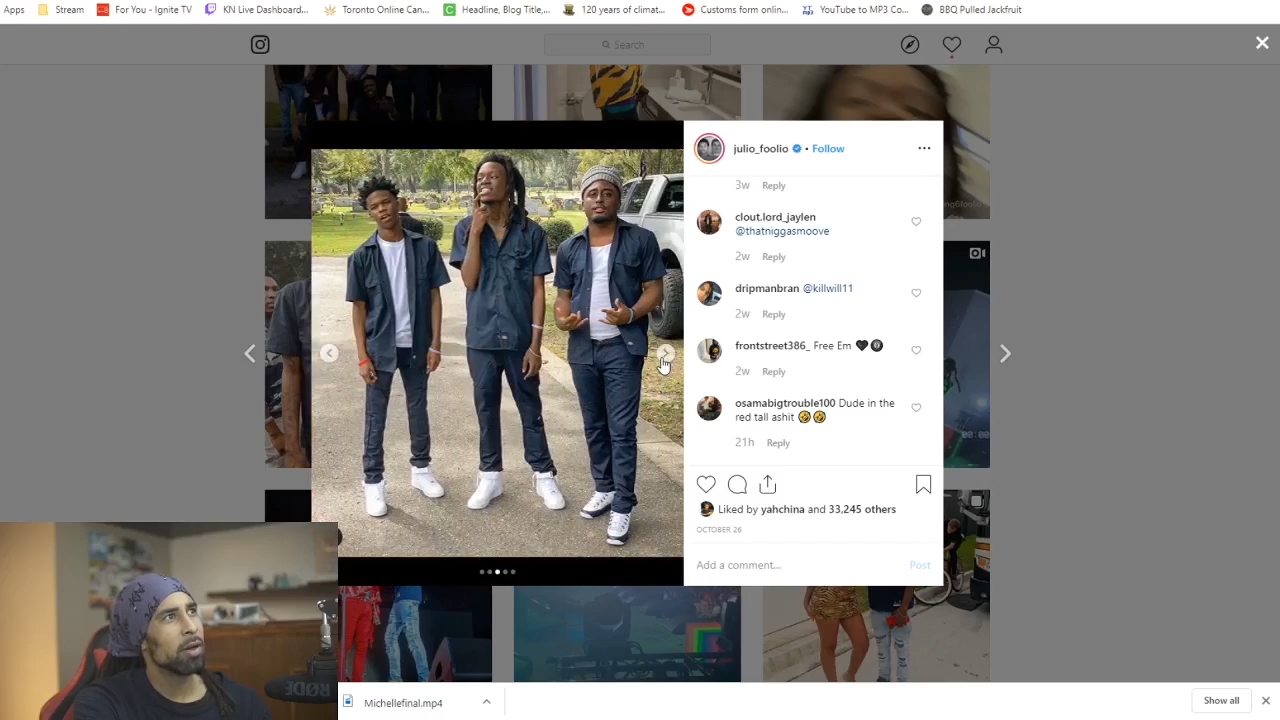 Apps Stream For You - Ignite TV KN Live Dashboard... Toronto Online Can... Headline, Blog Title,... 120 years of climat... Customs form onlin... YouTube to MP3 Co... BBQ Pulled Jackfruit
Search
julio_foolio • Follow
3w Reply
clout.lord_jaylen
@thatniggasmoove
2w Reply
dripmanbran @killwill11
2w Reply
frontstreet386_ Free Em
2w Reply
osamabigtrouble100 Dude in the
red tall ashit
21h Reply
Liked by yahchina and 33,245 others
OCTOBER 26
Add a comment... Post
RØDE
Michellefinal.mp4
Show all